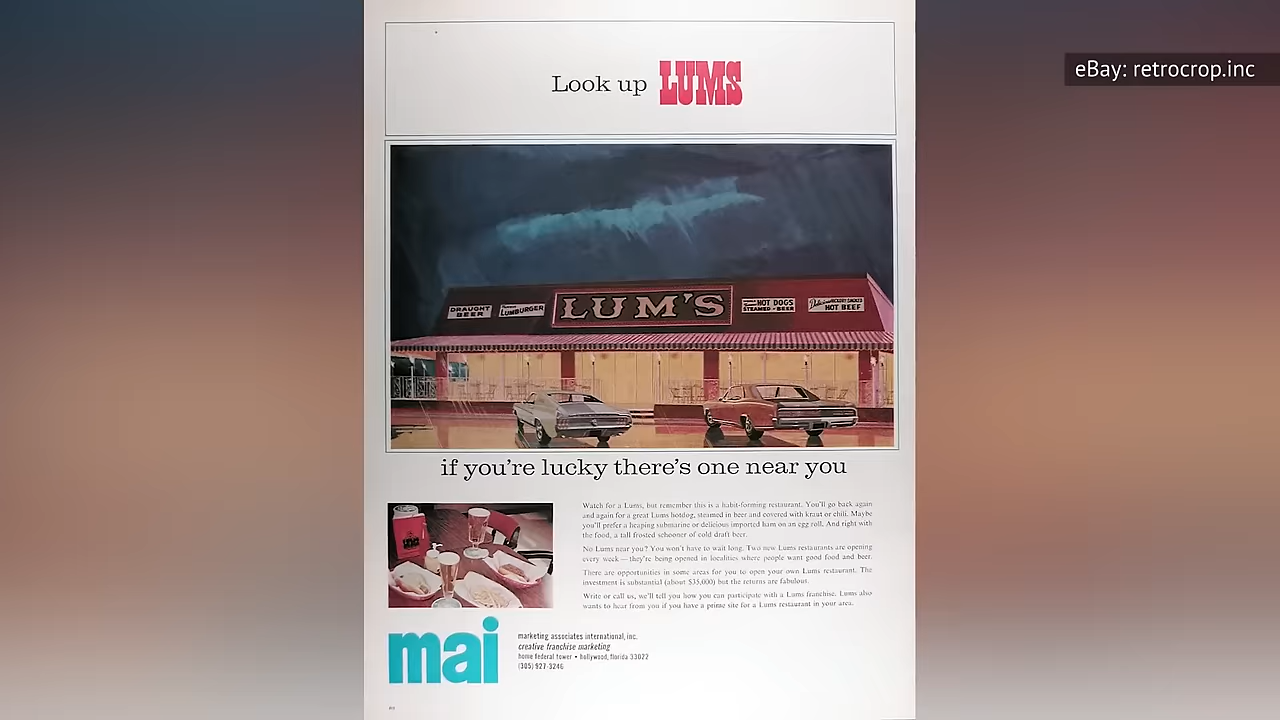 eBay: retrocrop.inc
Look up LUMS
DRAUGHT BEER
LUMBURGER
LUM'S
HOT DOGS
STEAMED - BEER
HOT BEEF
if you're lucky there's one near you
Watch for a Lums, but remember this is a habit-forming restaurant. You'll go back again
and again for a great Lums hotdog, steamed in beer and covered with kraut or chili. Maybe
you'll prefer a heaping submarine or delicious imported ham on an egg roll. And right with
the food, a tall frosted schooner of cold draft beer.
No Lums near you? You won't have to wait long. Two new Lums restaurants are opening
every week — they're being opened in localities where people want good food and beer.
There are opportunities in some areas for you to open your own Lums restaurant. The
investment is substantial (about $35,000) but the returns are fabulous.
Write or call us, we'll tell you how you can participate with a Lums franchise. Lums also
wants to hear from you if you have a prime site for a Lums restaurant in your area.
mai
marketing associates international, inc.
creative franchise marketing
home federal tower • hollywood, florida 33022
(305) 927-3246